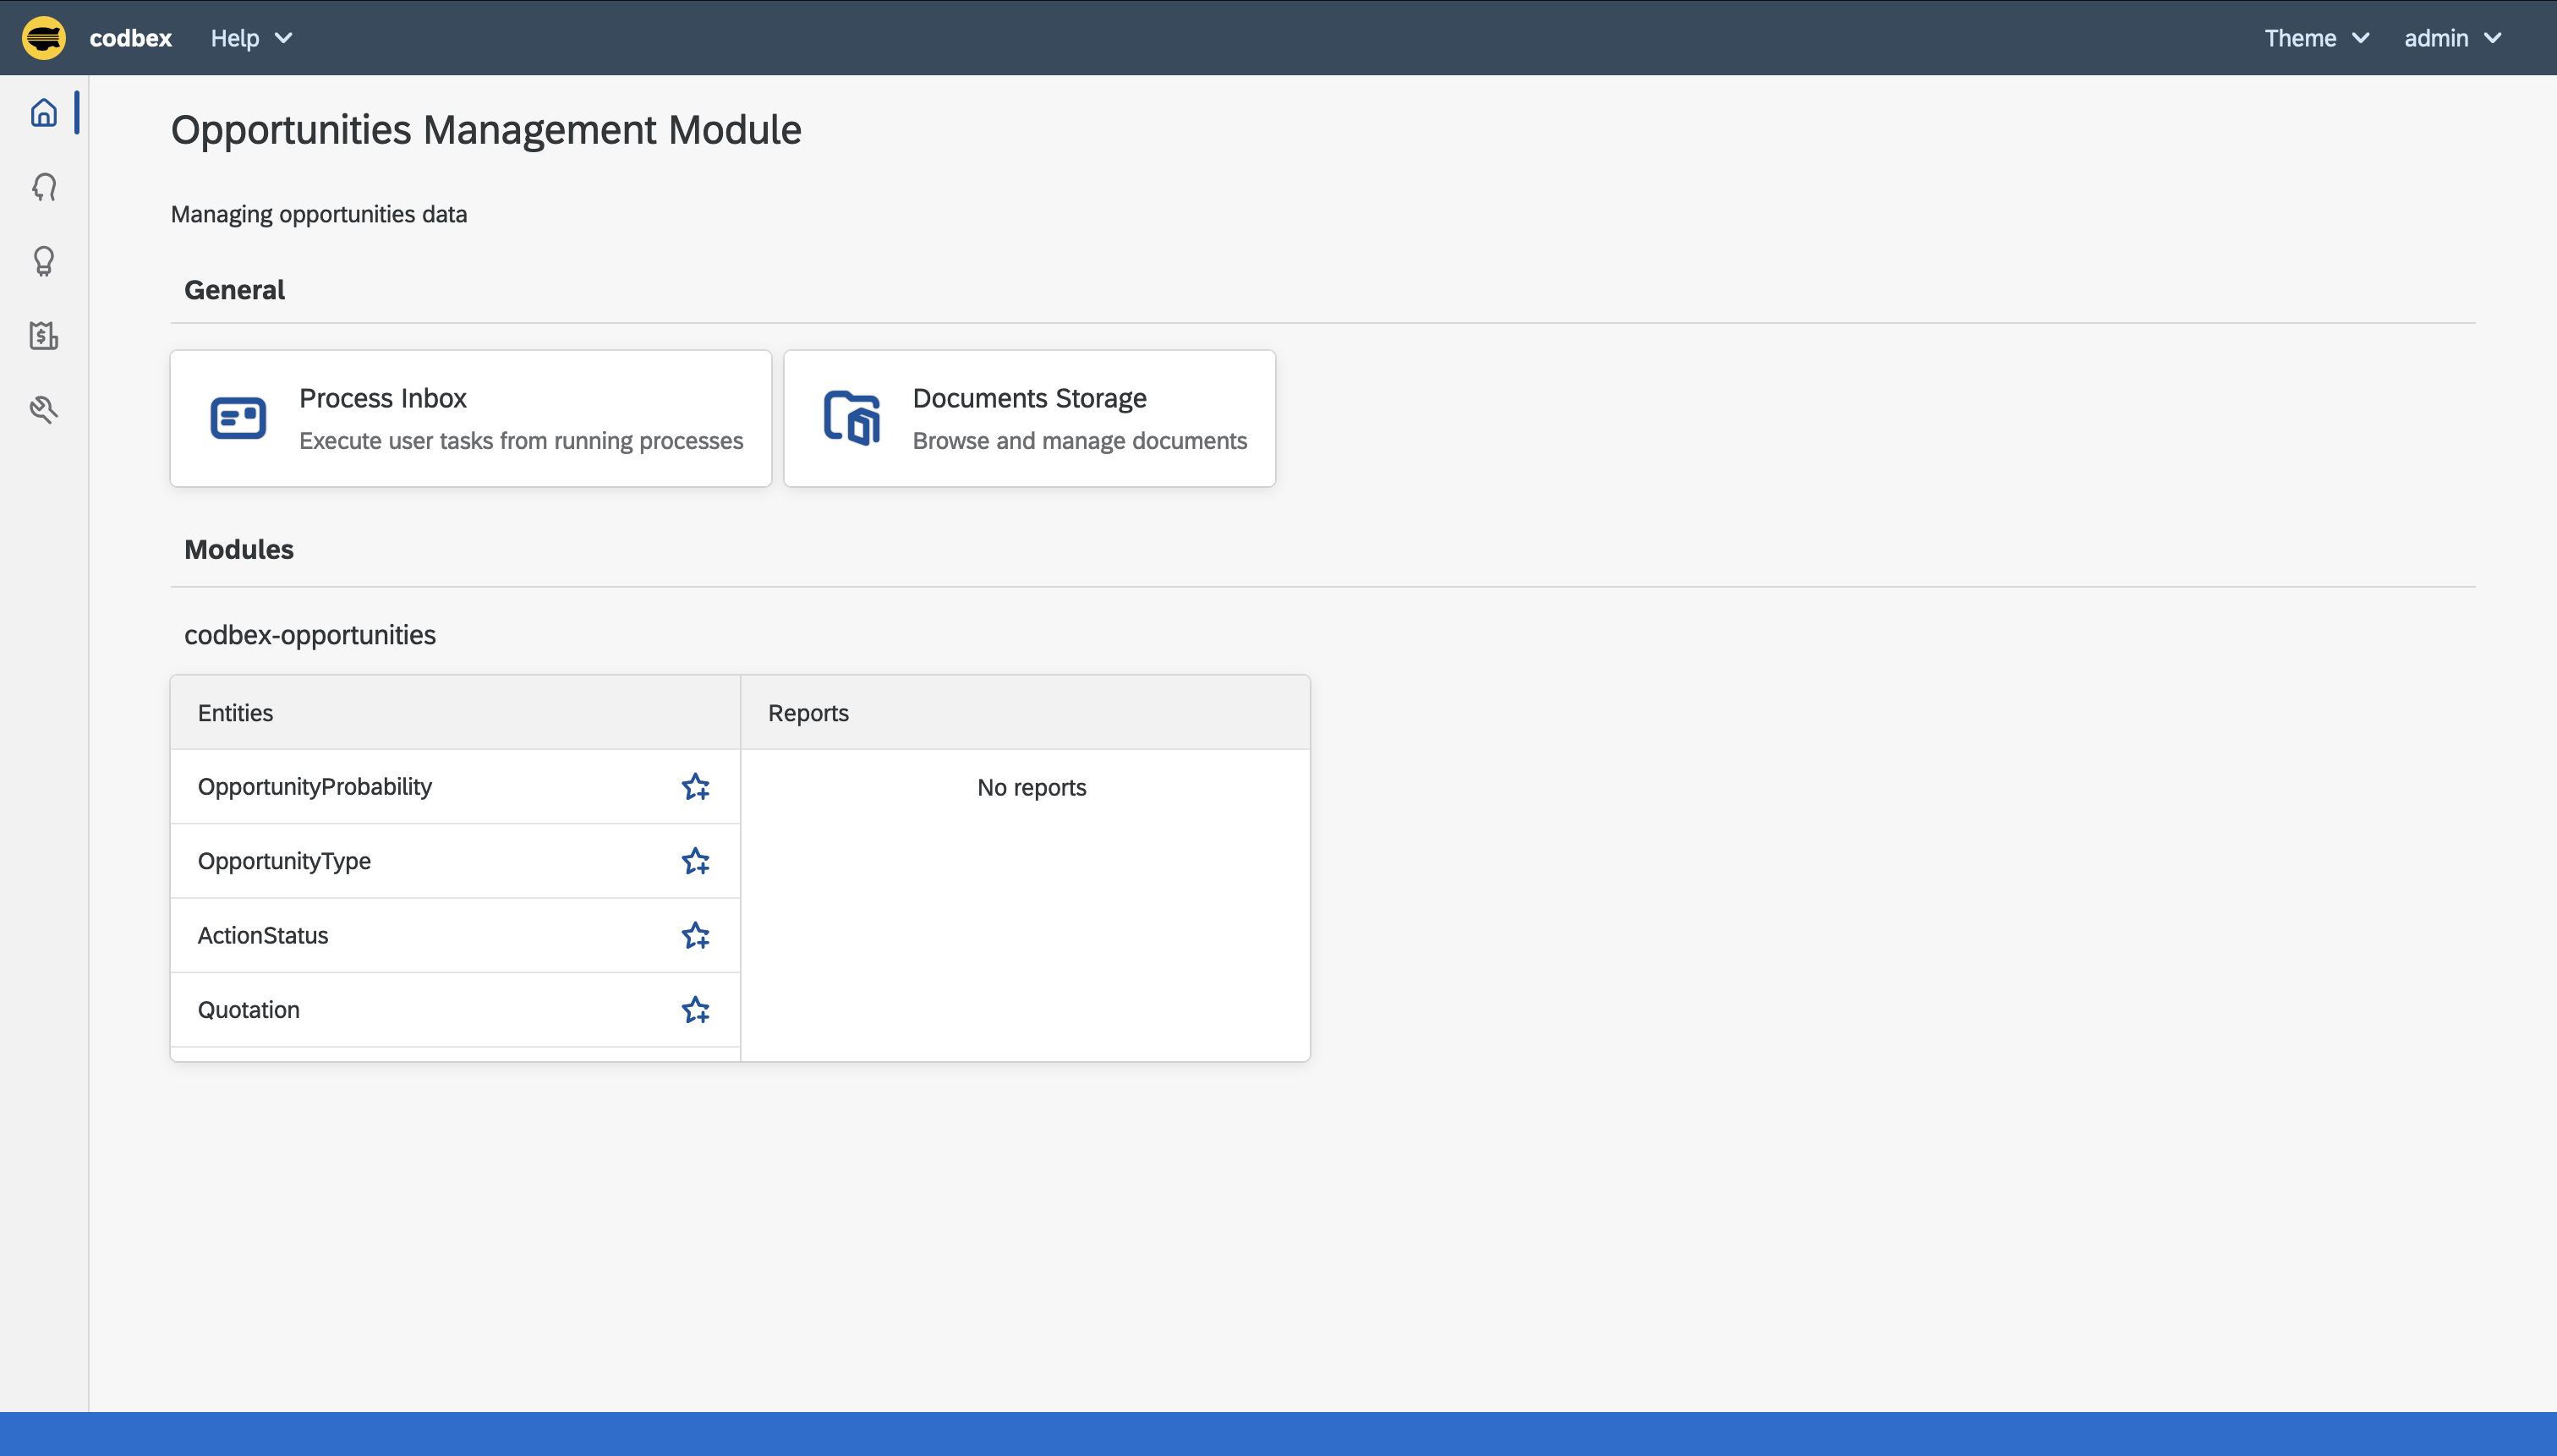 codbex Help Theme admin
Opportunities Management Module
Managing opportunities data
General
Process Inbox
Execute user tasks from running processes
Documents Storage
Browse and manage documents
Modules
codbex-opportunities
Entities Reports
OpportunityProbability No reports
OpportunityType
ActionStatus
Quotation